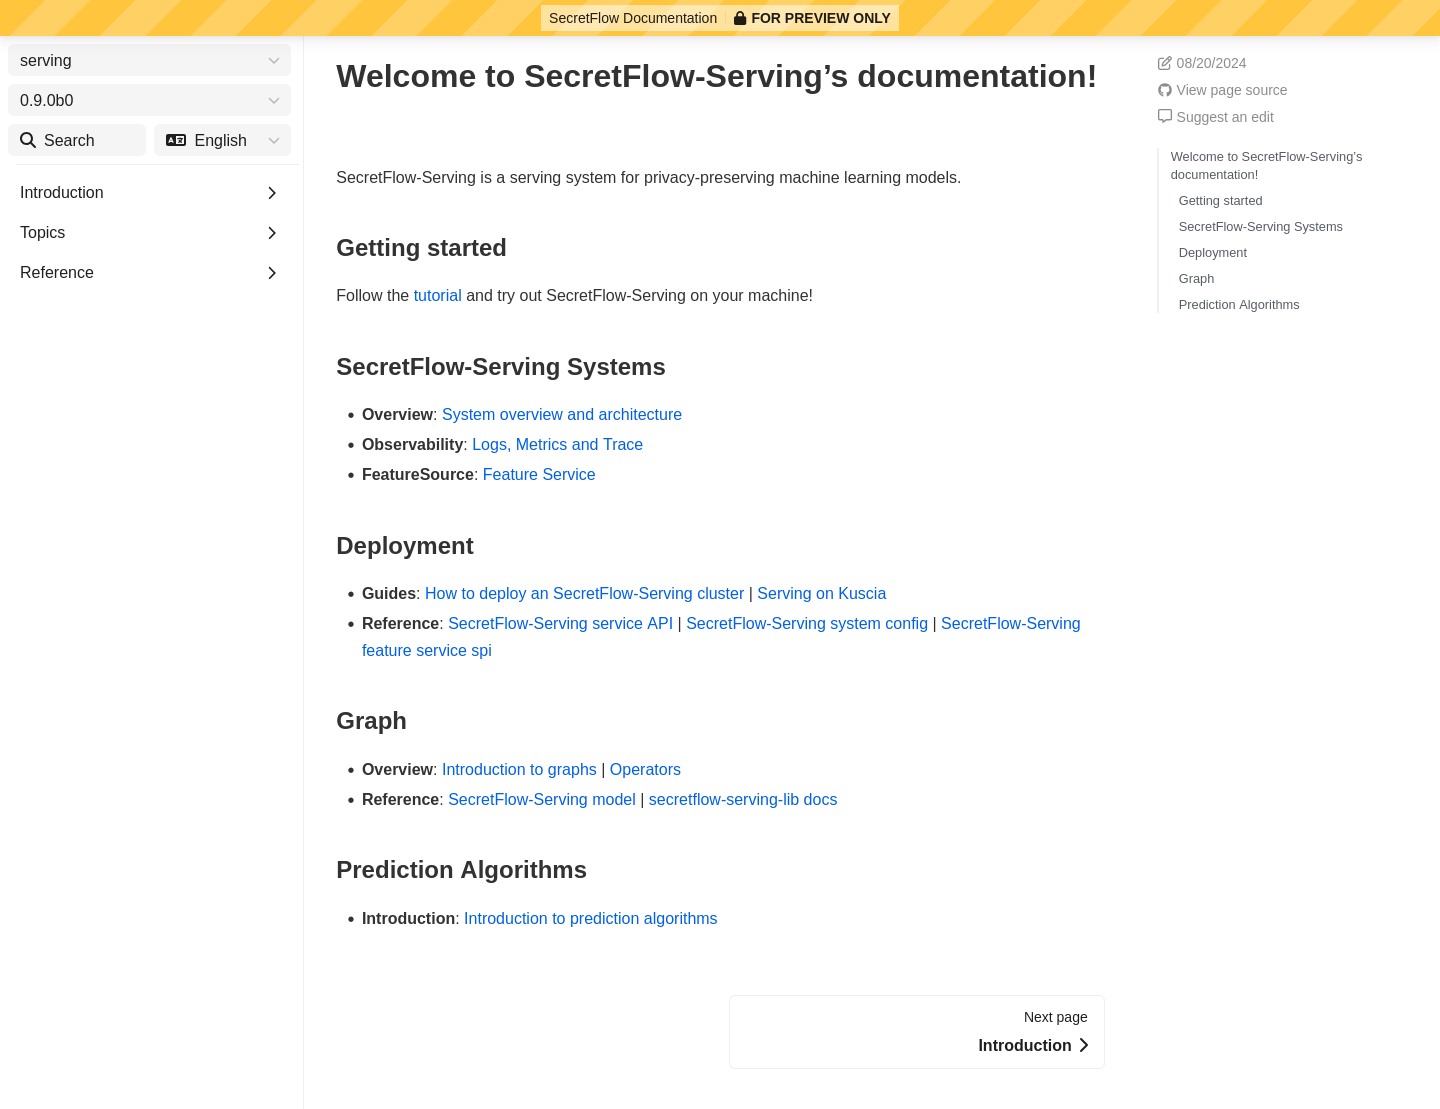 SecretFlow Documentation FOR PREVIEW ONLY
serving
0.9.0b0
Search English
Introduction
Topics
Reference
Welcome to SecretFlow-Serving’s documentation!
SecretFlow-Serving is a serving system for privacy-preserving machine learning models.
Getting started
Follow the tutorial and try out SecretFlow-Serving on your machine!
SecretFlow-Serving Systems
• Overview: System overview and architecture
• Observability: Logs, Metrics and Trace
• FeatureSource: Feature Service
Deployment
• Guides: How to deploy an SecretFlow-Serving cluster | Serving on Kuscia
• Reference: SecretFlow-Serving service API | SecretFlow-Serving system config | SecretFlow-Serving
feature service spi
Graph
• Overview: Introduction to graphs | Operators
• Reference: SecretFlow-Serving model | secretflow-serving-lib docs
Prediction Algorithms
• Introduction: Introduction to prediction algorithms
Next page
Introduction
08/20/2024
View page source
Suggest an edit
Welcome to SecretFlow-Serving’s
documentation!
Getting started
SecretFlow-Serving Systems
Deployment
Graph
Prediction Algorithms